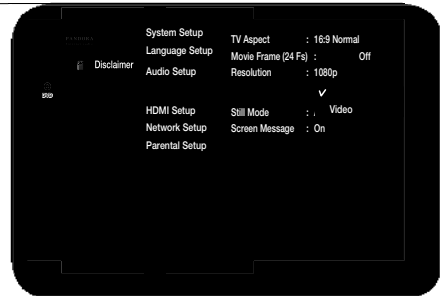 PANDORA
Disclaimer
System Setup
Language Setup
Audio Setup
HDMI Setup
Network Setup
Parental Setup
TV Aspect : 16:9 Normal
Movie Frame (24 Fs) : Off
Resolution : 1080p
✓
Still Mode : Video
Screen Message : On